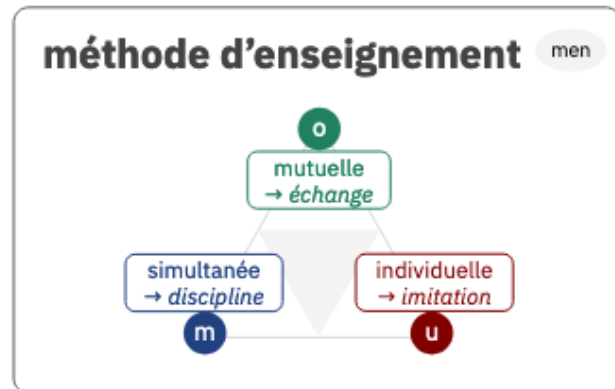 méthode d'enseignement men
o
mutuelle
→ échange
simultanée
→ discipline
individuelle
→ imitation
m
u